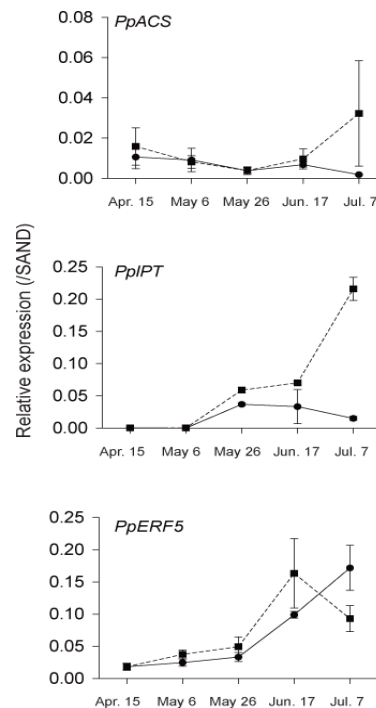 PpACS
0.08
0.06
0.04
0.02
0.00
Apr. 15 May 6 May 26 Jun. 17 Jul. 7
Relative expression (/SAND)
PpIPT
0.25
0.20
0.15
0.10
0.05
0.00
Apr. 15 May 6 May 26 Jun. 17 Jul. 7
PpERF5
0.25
0.20
0.15
0.10
0.05
0.00
Apr. 15 May 6 May 26 Jun. 17 Jul. 7